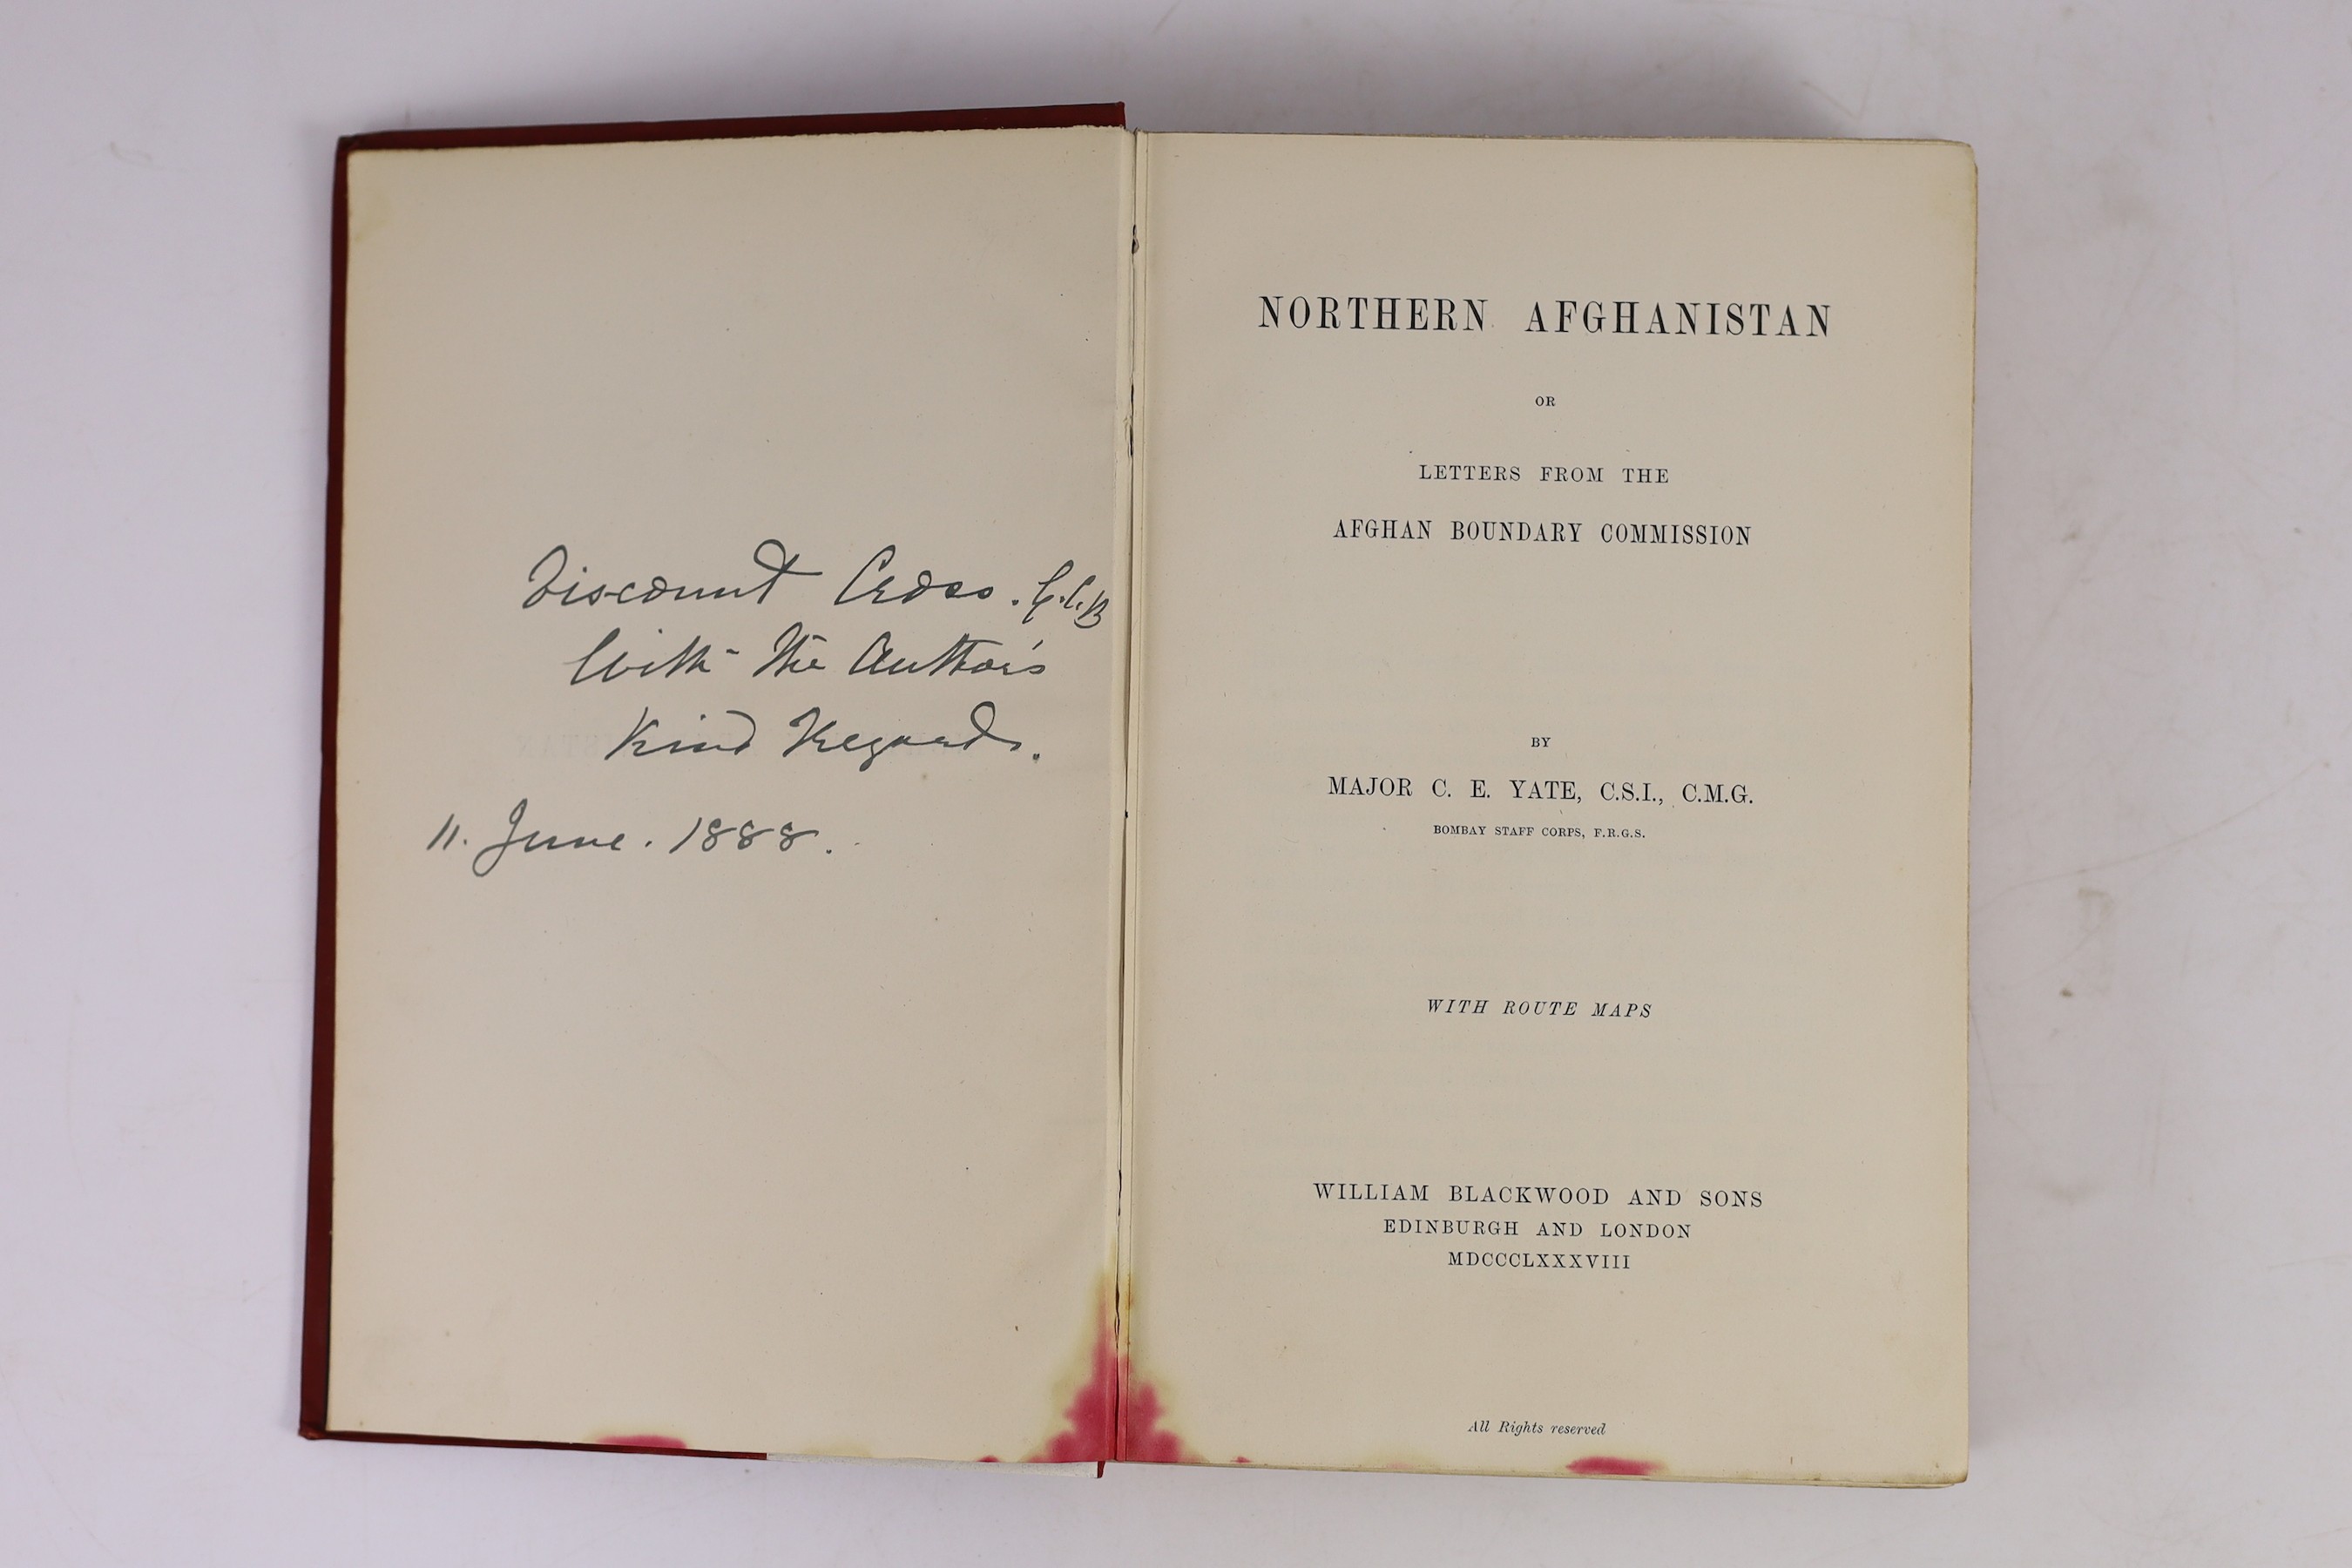 Viscount Cross. G.C.B
With the Author's
Kind Regards.
11. June. 1888.
NORTHERN AFGHANISTAN
OR
LETTERS FROM THE
AFGHAN BOUNDARY COMMISSION
BY
MAJOR C. E. YATE, C.S.I., C.M.G.
BOMBAY STAFF CORPS, F.R.G.S.
WITH ROUTE MAPS
WILLIAM BLACKWOOD AND SONS
EDINBURGH AND LONDON
MDCCCLXXXVIII
All Rights reserved